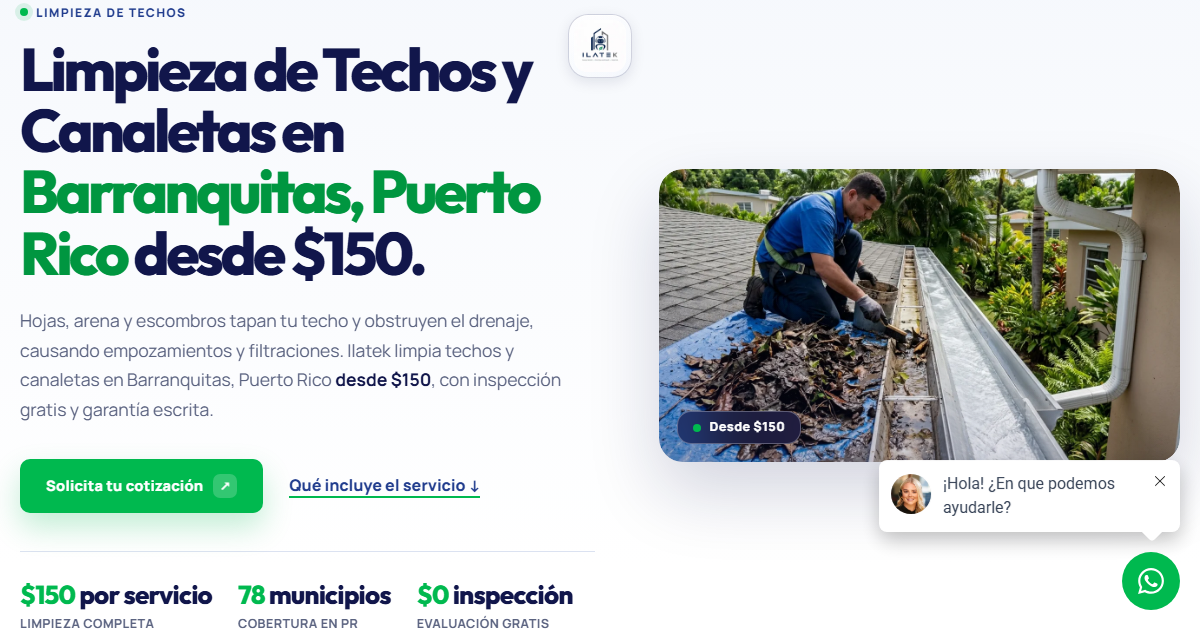 LIMPIEZA DE TECHOS
ILATEK
Limpieza de Techos y
Canaletas en
Barranquitas, Puerto
Rico desde $150.
Hojas, arena y escombros tapan tu techo y obstruyen el drenaje,
causando empozamientos y filtraciones. Ilatek limpia techos y
canaletas en Barranquitas, Puerto Rico desde $150, con inspección
gratis y garantía escrita.
Solicita tu cotización ↗
Qué incluye el servicio ↓
Desde $150
¡Hola! ¿En que podemos
ayudarle?
$150 por servicio
LIMPIEZA COMPLETA
78 municipios
COBERTURA EN PR
$0 inspección
EVALUACIÓN GRATIS